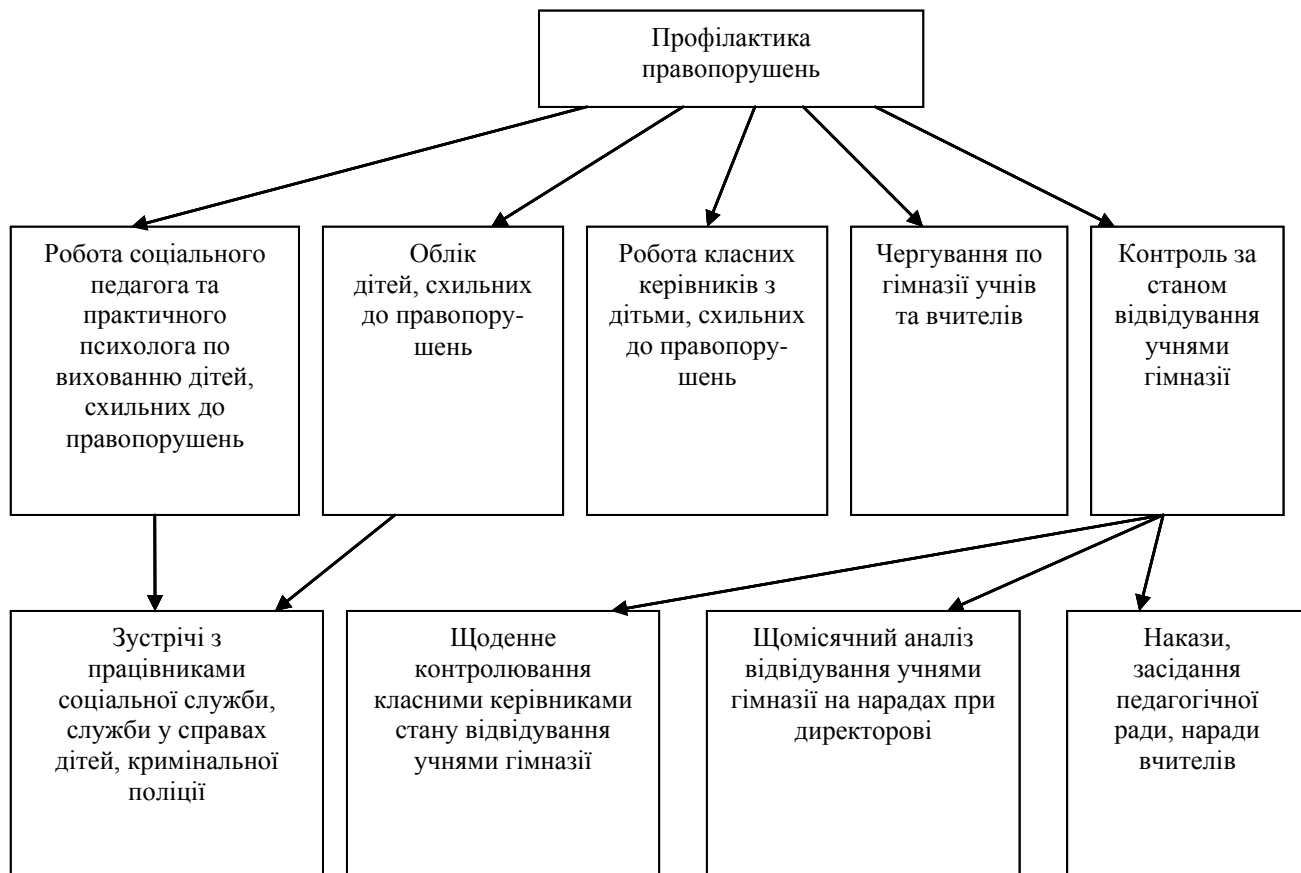 Профілактика
правопорушень
Робота соціального
педагога та
практичного
психолога по
вихованню дітей,
схильних до
правопорушень
Облік
дітей, схильних
до правопору-
шень
Робота класних
керівників з
дітьми, схильних
до правопору-
шень
Чергування по
гімназії учнів
та вчителів
Контроль за
станом
відвідування
учнями
гімназії
Зустрічі з
працівниками
соціальної служби,
служби у справах
дітей, кримінальної
поліції
Щоденне
контролювання
класними керівниками
стану відвідування
учнями гімназії
Щомісячний аналіз
відвідування учнями
гімназії на нарадах при
директорові
Накази,
засідання
педагогічної
ради, наради
вчителів